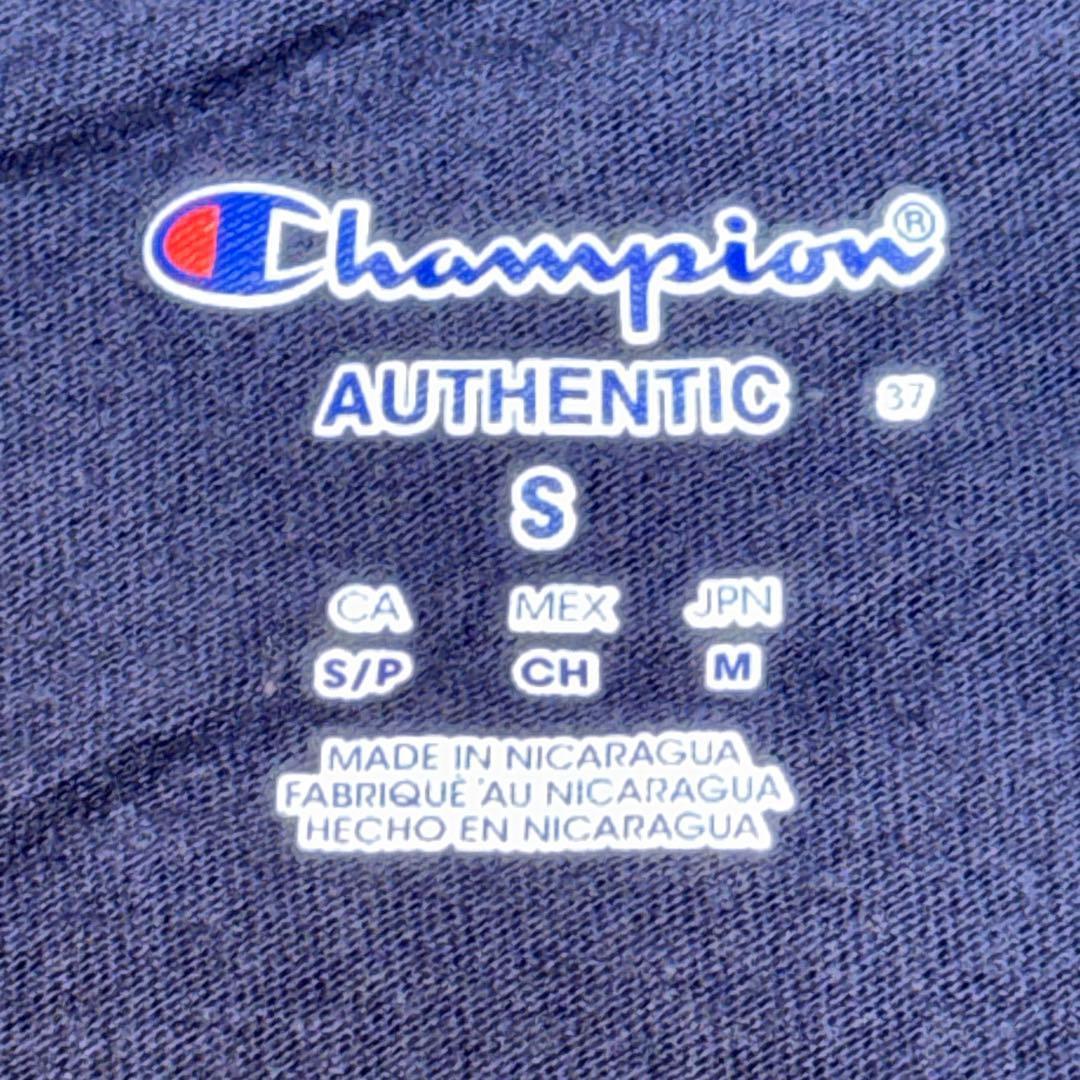 Champion®
AUTHENTIC 37
S
CA MEX JPN
S/P CH M
MADE IN NICARAGUA
FABRIQUÉ AU NICARAGUA
HECHO EN NICARAGUA